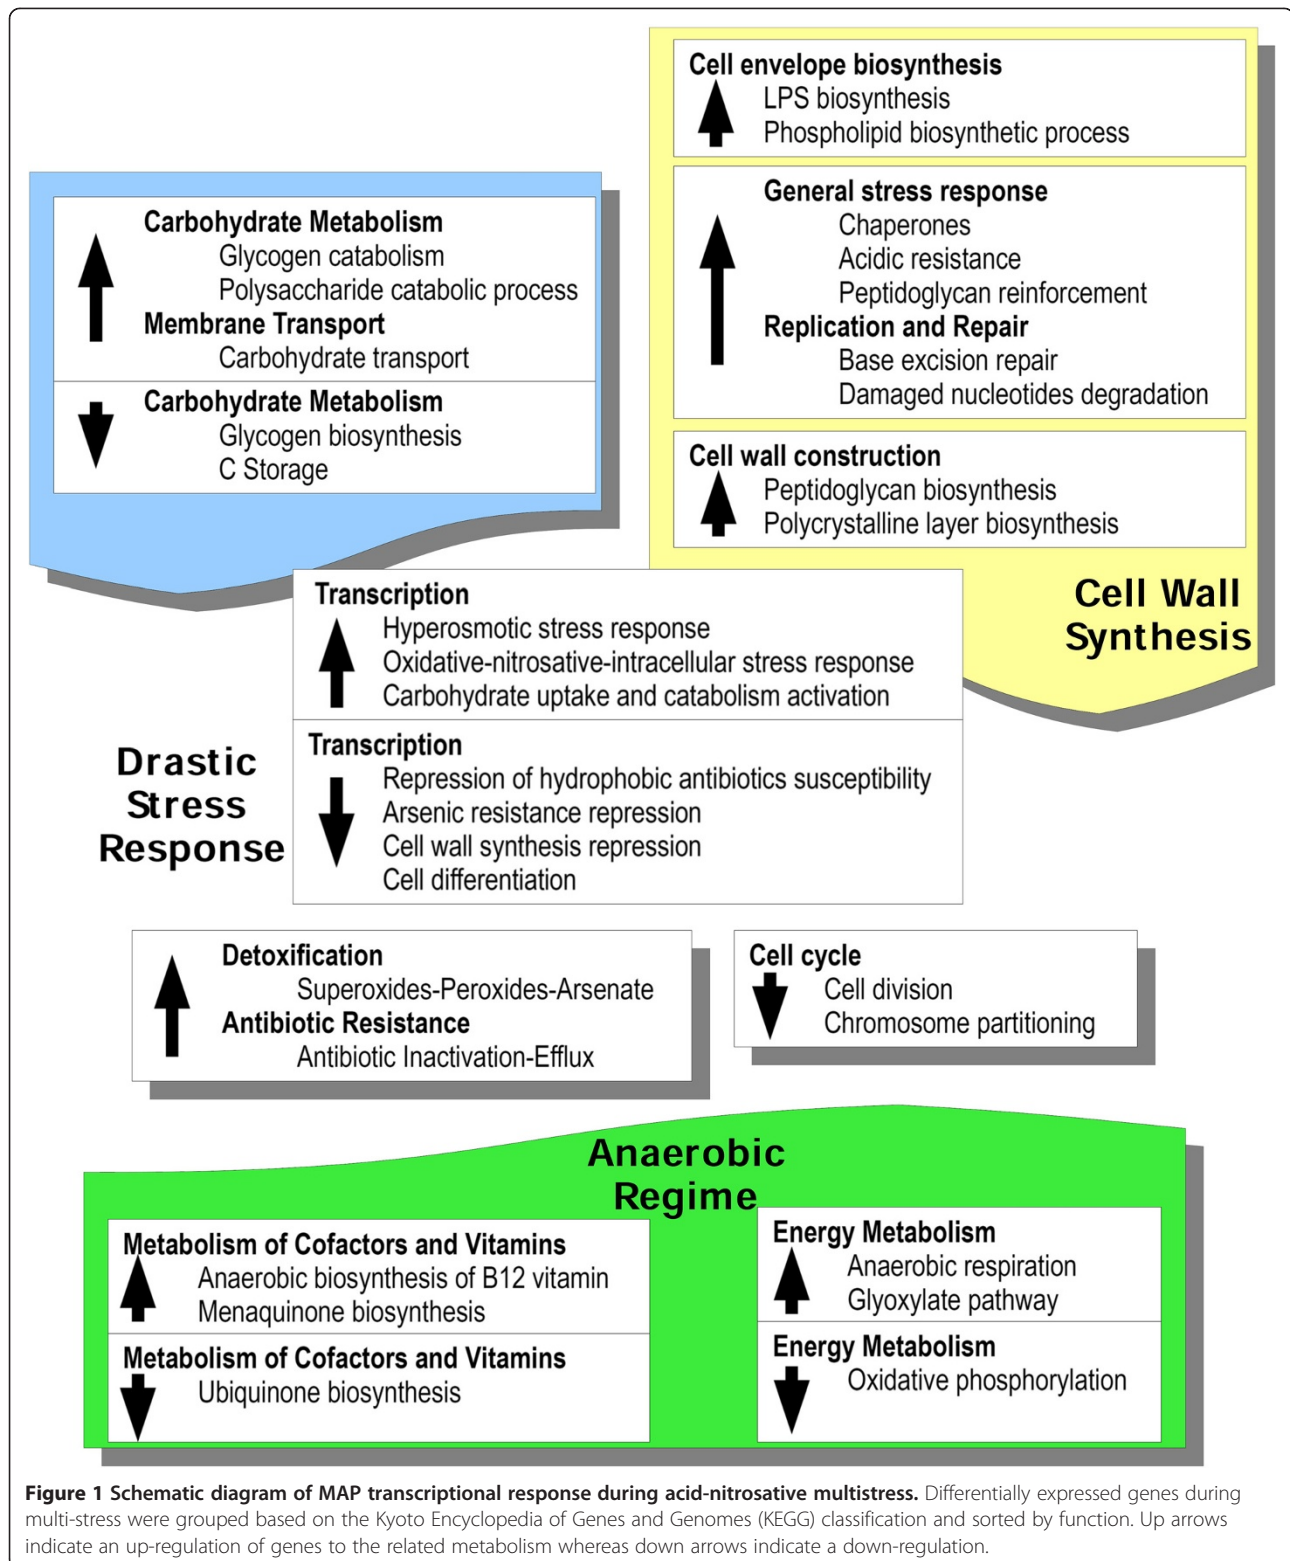 Cell envelope biosynthesis
LPS biosynthesis
Phospholipid biosynthetic process
General stress response
Chaperones
Acidic resistance
Peptidoglycan reinforcement
Replication and Repair
Base excision repair
Damaged nucleotides degradation
Cell wall construction
Peptidoglycan biosynthesis
Polycrystalline layer biosynthesis
Cell Wall
Synthesis
Carbohydrate Metabolism
Glycogen catabolism
Polysaccharide catabolic process
Membrane Transport
Carbohydrate transport
Carbohydrate Metabolism
Glycogen biosynthesis
C Storage
Transcription
Hyperosmotic stress response
Oxidative-nitrosative-intracellular stress response
Carbohydrate uptake and catabolism activation
Transcription
Repression of hydrophobic antibiotics susceptibility
Arsenic resistance repression
Cell wall synthesis repression
Cell differentiation
Drastic
Stress
Response
Detoxification
Superoxides-Peroxides-Arsenate
Antibiotic Resistance
Antibiotic Inactivation-Efflux
Cell cycle
Cell division
Chromosome partitioning
Anaerobic
Regime
Metabolism of Cofactors and Vitamins
Anaerobic biosynthesis of B12 vitamin
Menaquinone biosynthesis
Metabolism of Cofactors and Vitamins
Ubiquinone biosynthesis
Energy Metabolism
Anaerobic respiration
Glyoxylate pathway
Energy Metabolism
Oxidative phosphorylation
Figure 1 Schematic diagram of MAP transcriptional response during acid-nitrosative multistress. Differentially expressed genes during
multi-stress were grouped based on the Kyoto Encyclopedia of Genes and Genomes (KEGG) classification and sorted by function. Up arrows
indicate an up-regulation of genes to the related metabolism whereas down arrows indicate a down-regulation.